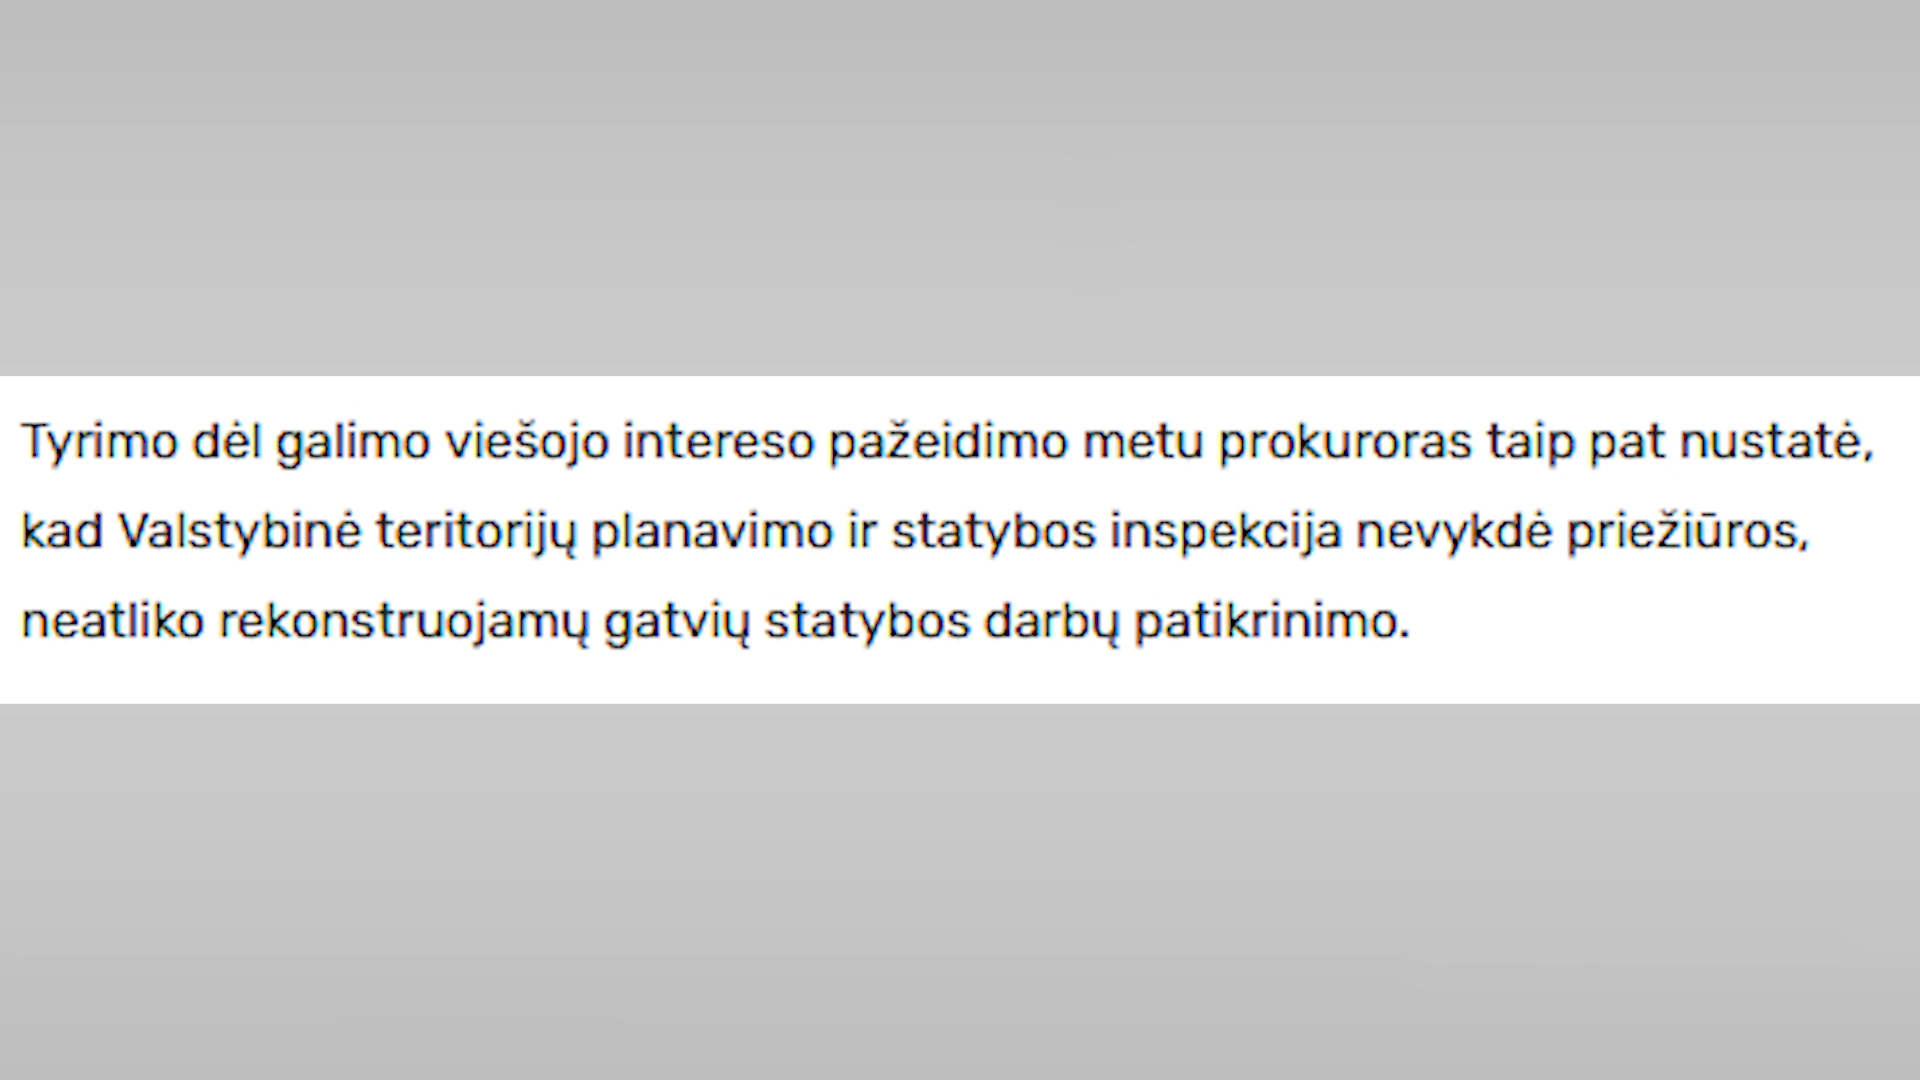 Tyrimo dėl galimo viešojo intereso pažeidimo metu prokuroras taip pat nustatė,
kad Valstybinė teritorijų planavimo ir statybos inspekcija nevykdė priežiūros,
neatliko rekonstruojamų gatvių statybos darbų patikrinimo.